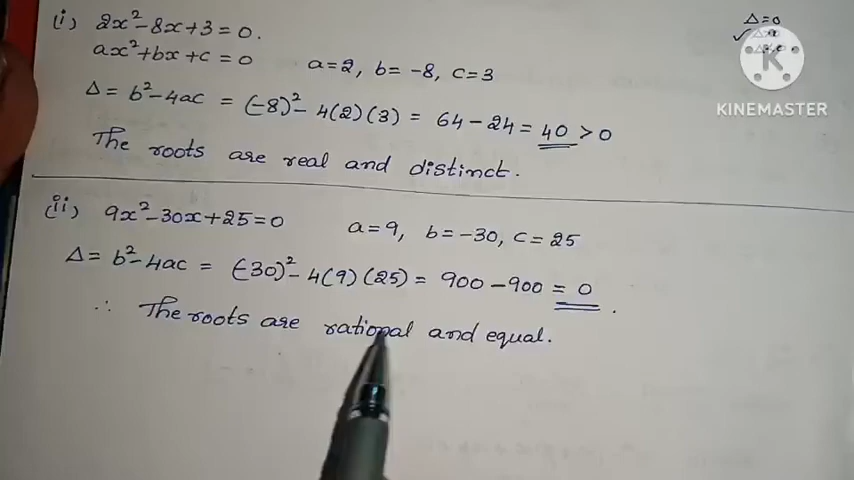 (i) 2x²-8x+3=0.
ax²+bx+c=0 a=2, b=-8, c=3
Δ= b²-4ac = (-8)²-4(2)(3) = 64-24=40>0
The roots are real and distinct.
(ii) 9x²-30x+25=0 a=9, b=-30, c=25
Δ= b²-4ac = (-30)²-4(9)(25) = 900-900=0.
∴ The roots are rational and equal.
Δ=0
KINEMASTER